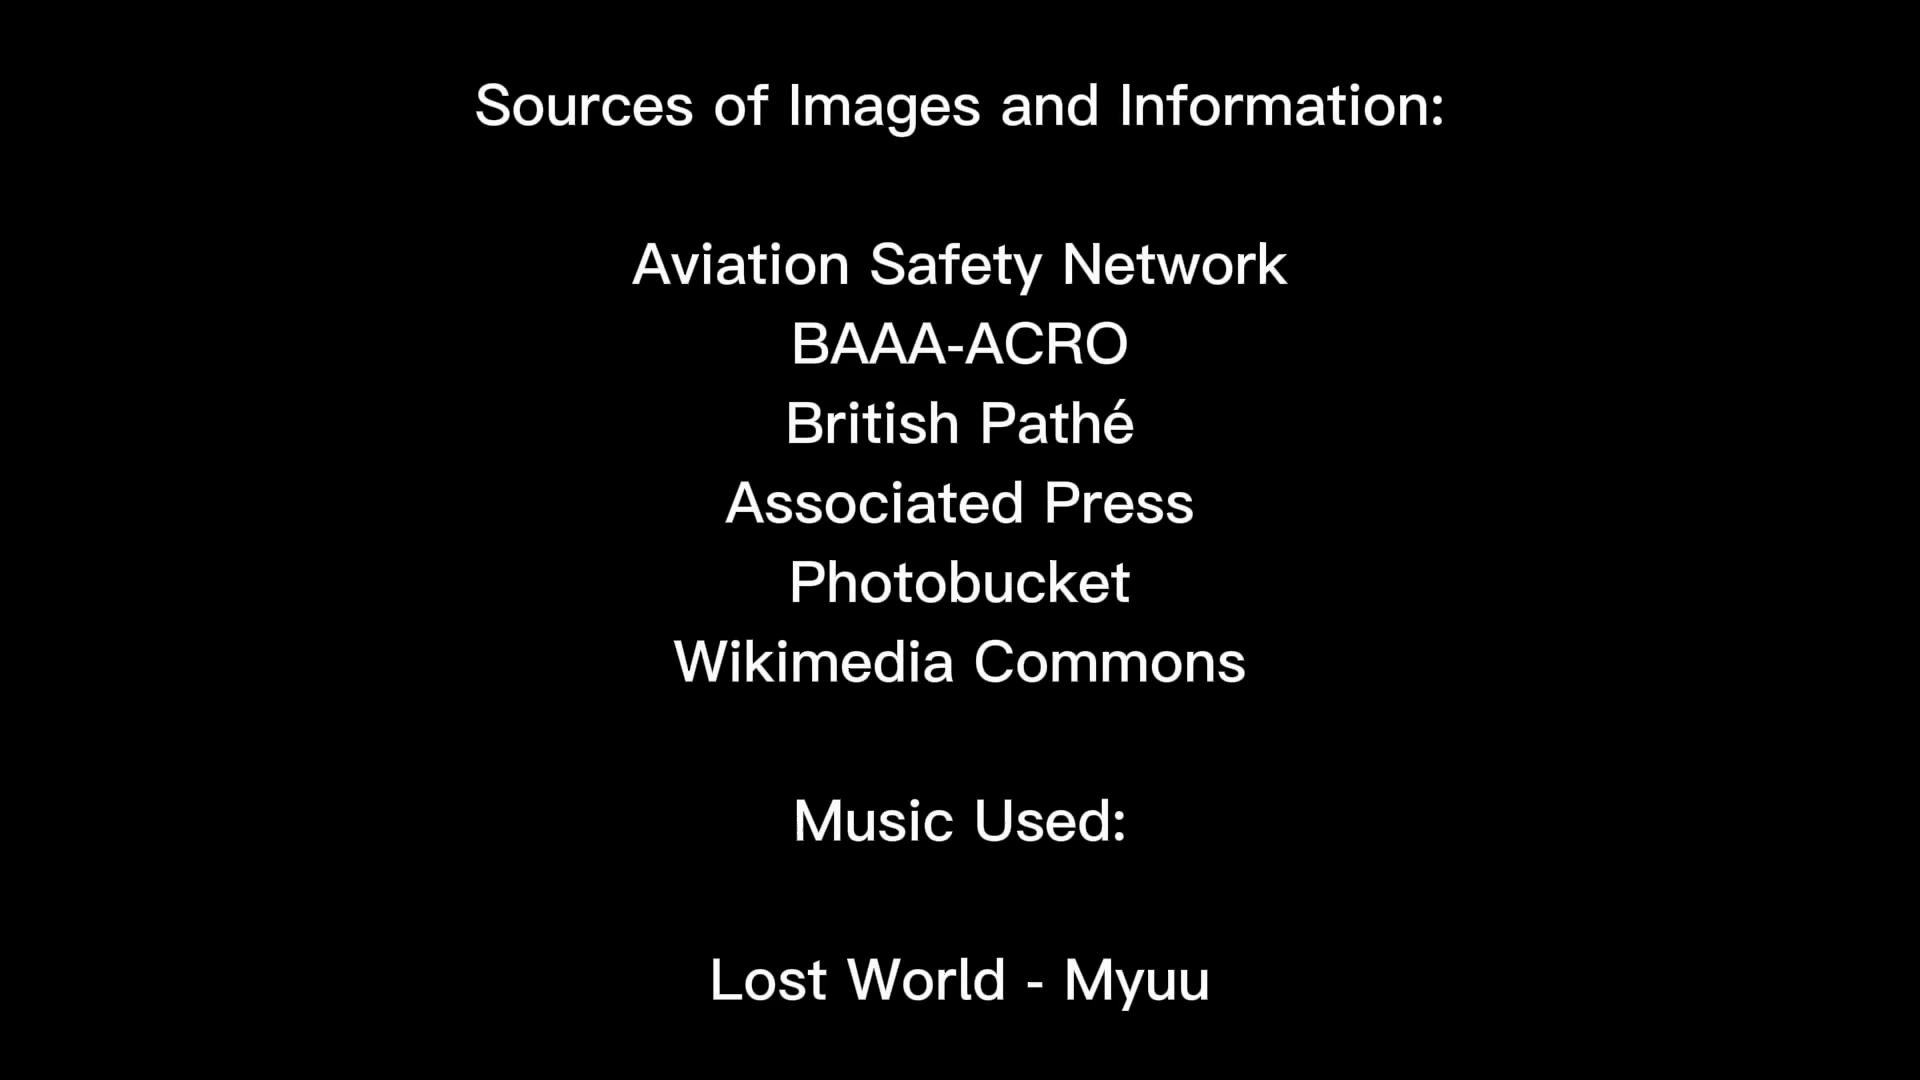 Sources of Images and Information:
Aviation Safety Network
BAAA-ACRO
British Pathé
Associated Press
Photobucket
Wikimedia Commons
Music Used:
Lost World - Myuu